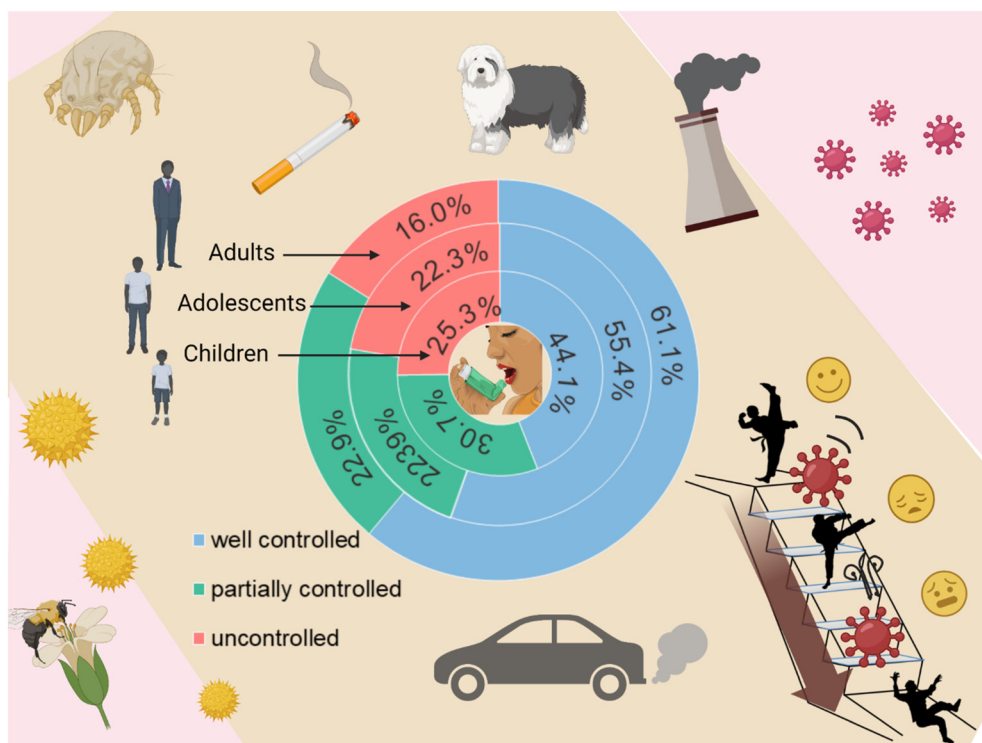 16.0%
Adults
22.3%
Adolescents
25.3%
Children
61.1%
55.4%
44.1%
30.7%
2239%
22.9%
well controlled
partially controlled
uncontrolled